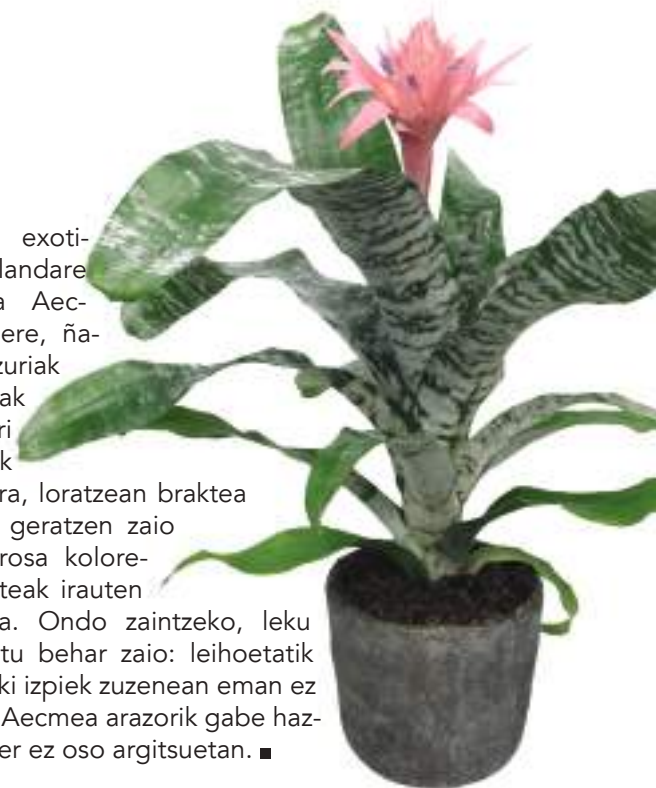 exoti-
landare
a Aec-
ere, ña-
zuriak
ak
ri
k
ra, loratzean braktea
geratzen zaio
rosa kolore-
teak irauten
a. Ondo zaintzeko, leku
tu behar zaio: leihoetatik
ki izpiek zuzenean eman ez
Aecmea arazorik gabe haz-
er ez oso argitsuetan. ■